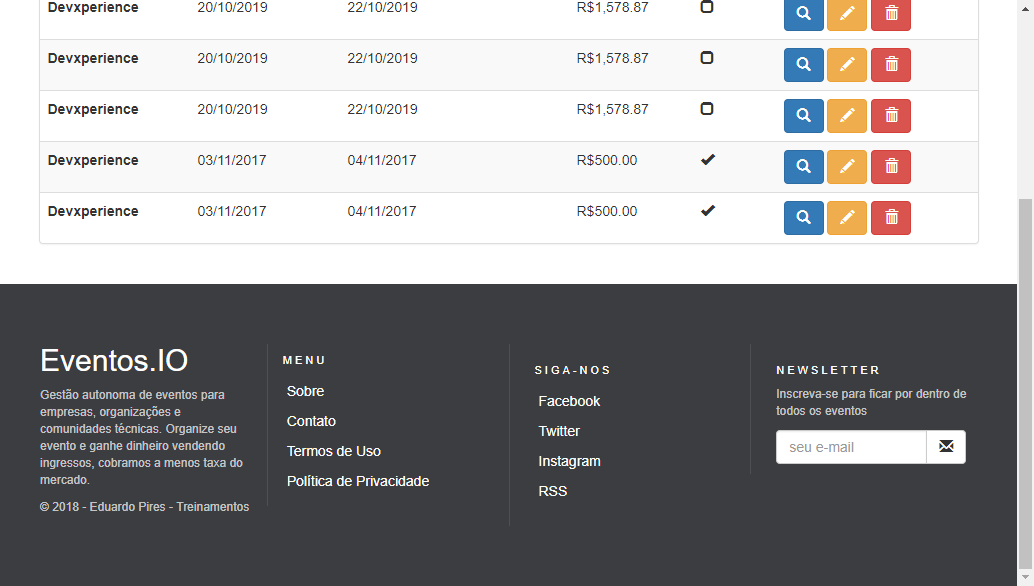 Devxperience 20/10/2019 22/10/2019 R$1,578.87
Devxperience 20/10/2019 22/10/2019 R$1,578.87
Devxperience 20/10/2019 22/10/2019 R$1,578.87
Devxperience 03/11/2017 04/11/2017 R$500.00
Devxperience 03/11/2017 04/11/2017 R$500.00
Eventos.IO
Gestão autonoma de eventos para
empresas, organizações e
comunidades técnicas. Organize seu
evento e ganhe dinheiro vendendo
ingressos, cobramos a menos taxa do
mercado.
© 2018 - Eduardo Pires - Treinamentos
MENU
Sobre
Contato
Termos de Uso
Política de Privacidade
SIGA-NOS
Facebook
Twitter
Instagram
RSS
NEWSLETTER
Inscreva-se para ficar por dentro de
todos os eventos
seu e-mail